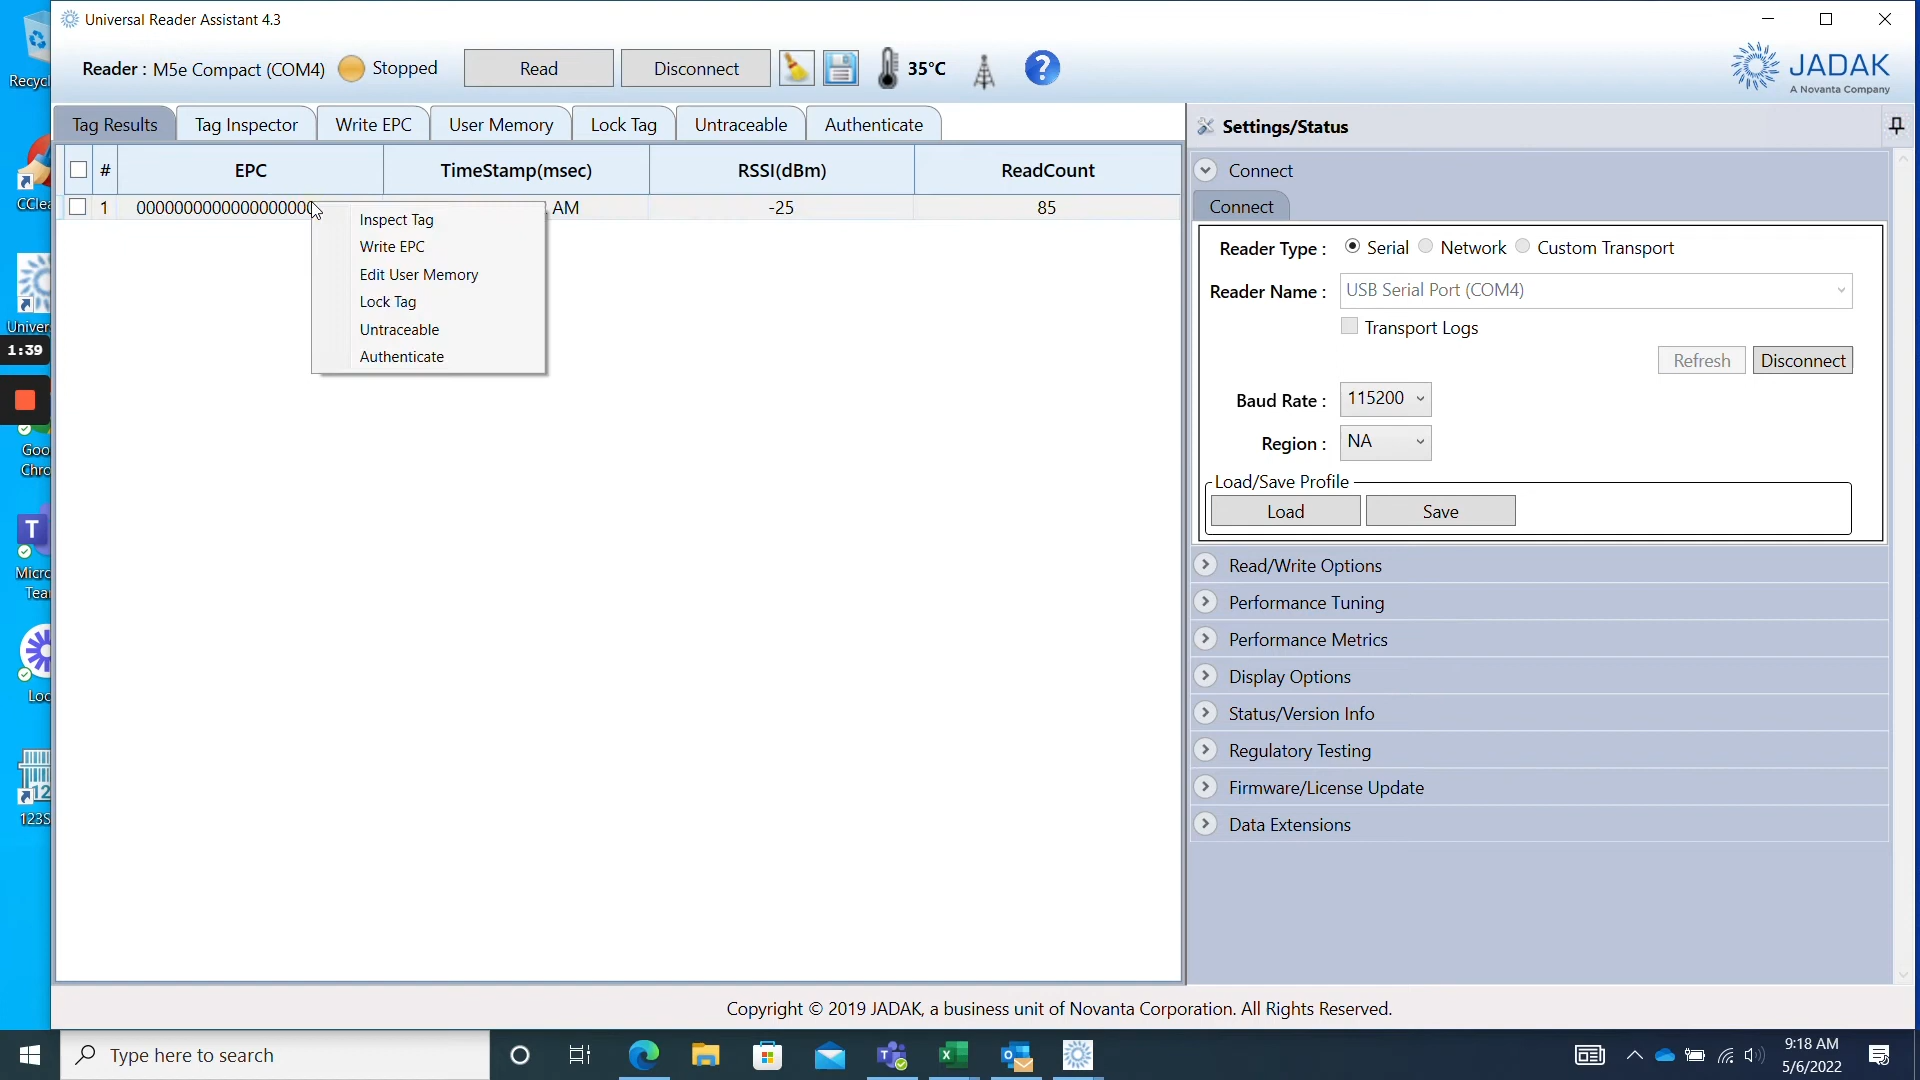 Universal Reader Assistant 4.3
Reader : M5e Compact (COM4) Stopped Read Disconnect 35°C ?
JADAK
A Novanta Company
Tag Results Tag Inspector Write EPC User Memory Lock Tag Untraceable Authenticate
# EPC TimeStamp(msec) RSSI(dBm) ReadCount
1 AM -25 85
Inspect Tag
Write EPC
Edit User Memory
Lock Tag
Untraceable
Authenticate
Settings/Status
Connect
Connect
Reader Type : Serial Network Custom Transport
Reader Name : USB Serial Port (COM4)
Transport Logs
Refresh Disconnect
Baud Rate : 115200
Region : NA
Load/Save Profile
Load Save
Read/Write Options
Performance Tuning
Performance Metrics
Display Options
Status/Version Info
Regulatory Testing
Firmware/License Update
Data Extensions
Copyright © 2019 JADAK, a business unit of Novanta Corporation. All Rights Reserved.
Recycl
CClea
Univer
1:39
Goo
Chro
T
Micro
Tea
Loo
12
123S
Type here to search
9:18 AM
5/6/2022